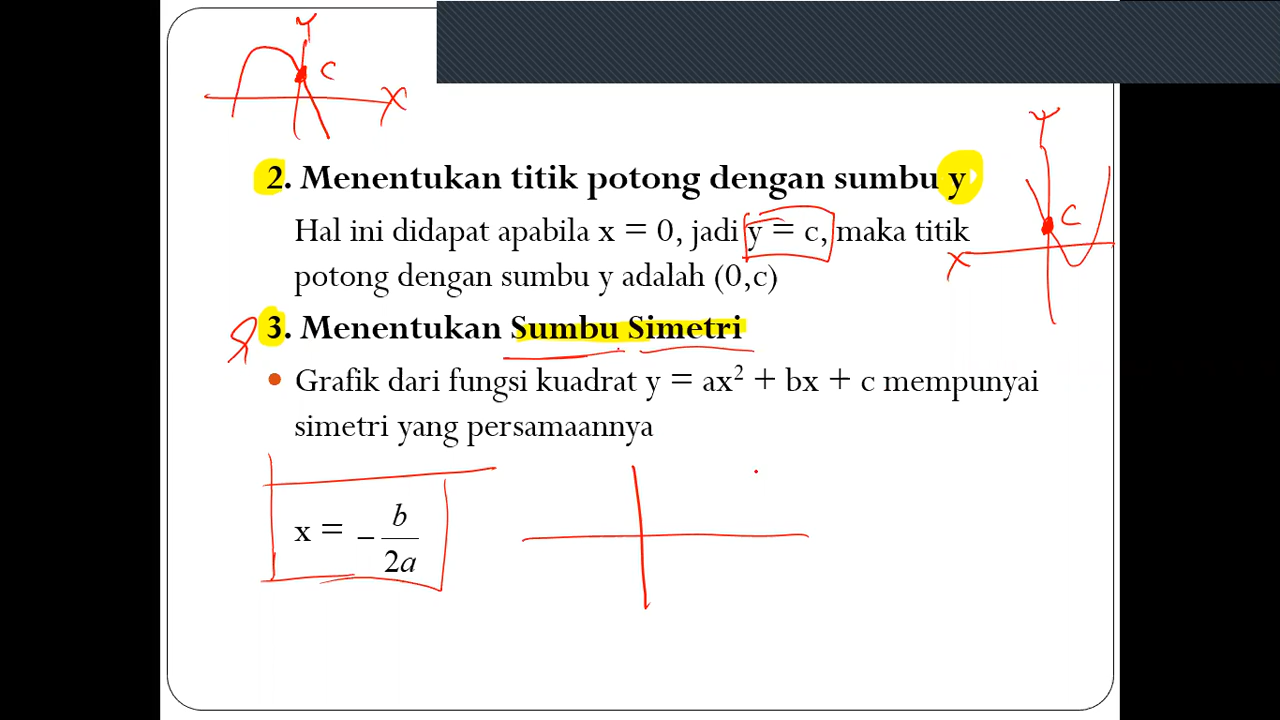 Y
C
X
2. Menentukan titik potong dengan sumbu y
Hal ini didapat apabila x = 0, jadi y = c, maka titik
potong dengan sumbu y adalah (0,c)
Y
C
X
3. Menentukan Sumbu Simetri
• Grafik dari fungsi kuadrat y = ax² + bx + c mempunyai
simetri yang persamaannya
x = − b/2a